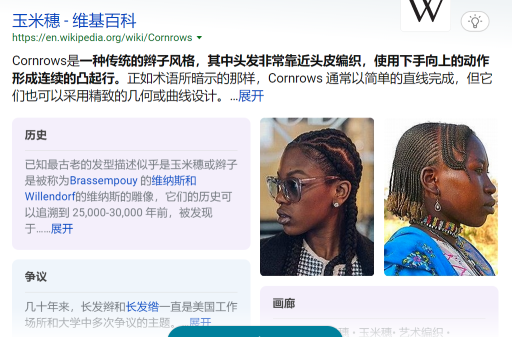 玉米穗 - 维基百科
W
https://en.wikipedia.org/wiki/Cornrows
Cornrows是一种传统的辫子风格，其中头发非常靠近头皮编织，使用下手向上的动作
形成连续的凸起行。正如术语所暗示的那样，Cornrows 通常以简单的直线完成，但它
们也可以采用精致的几何或曲线设计。...展开
历史
已知最古老的发型描述似乎是玉米穗或辫子
是被称为Brassempouy 的维纳斯和
Willendorf的维纳斯的雕像，它们的历史可
以追溯到 25,000-30,000 年前，被发现
于......展开
争议
几十年来，长发辫和长发绺一直是美国工作
场所和大学中多次争议的主题。...展开
画廊
· 玉米穗· 艺术编织 ·